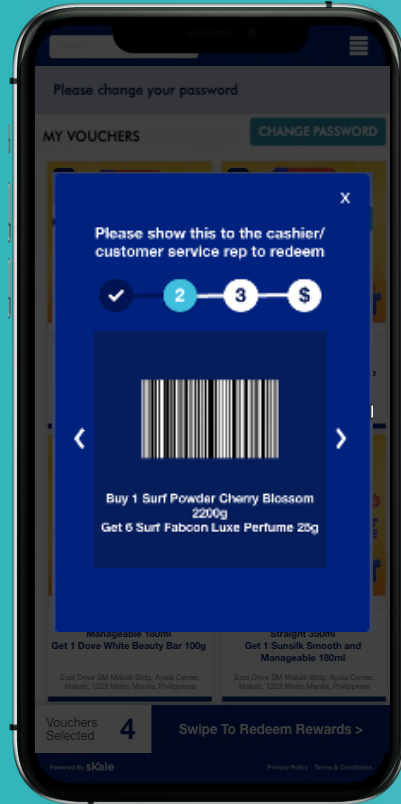 Please change your password
MY VOUCHERS
CHANGE PASSWORD
X
Please show this to the cashier/
customer service rep to redeem
2
3
$
Buy 1 Surf Powder Cherry Blossom
2200g
Get 6 Surf Fabcon Luxe Perfume 25g
Manageable 180ml
Get 1 Dove White Beauty Bar 100g
East Drive SM Makati Bldg, Ayala Center,
Makati, 1223 Metro Manila, Philippines
Straight 350ml
Get 1 Sunsilk Smooth and
Manageable 180ml
East Drive SM Makati Bldg, Ayala Center,
Makati, 1223 Metro Manila, Philippines
Vouchers
Selected
4
Swipe To Redeem Rewards >
Powered by skale
Privacy Policy
Terms & Conditions